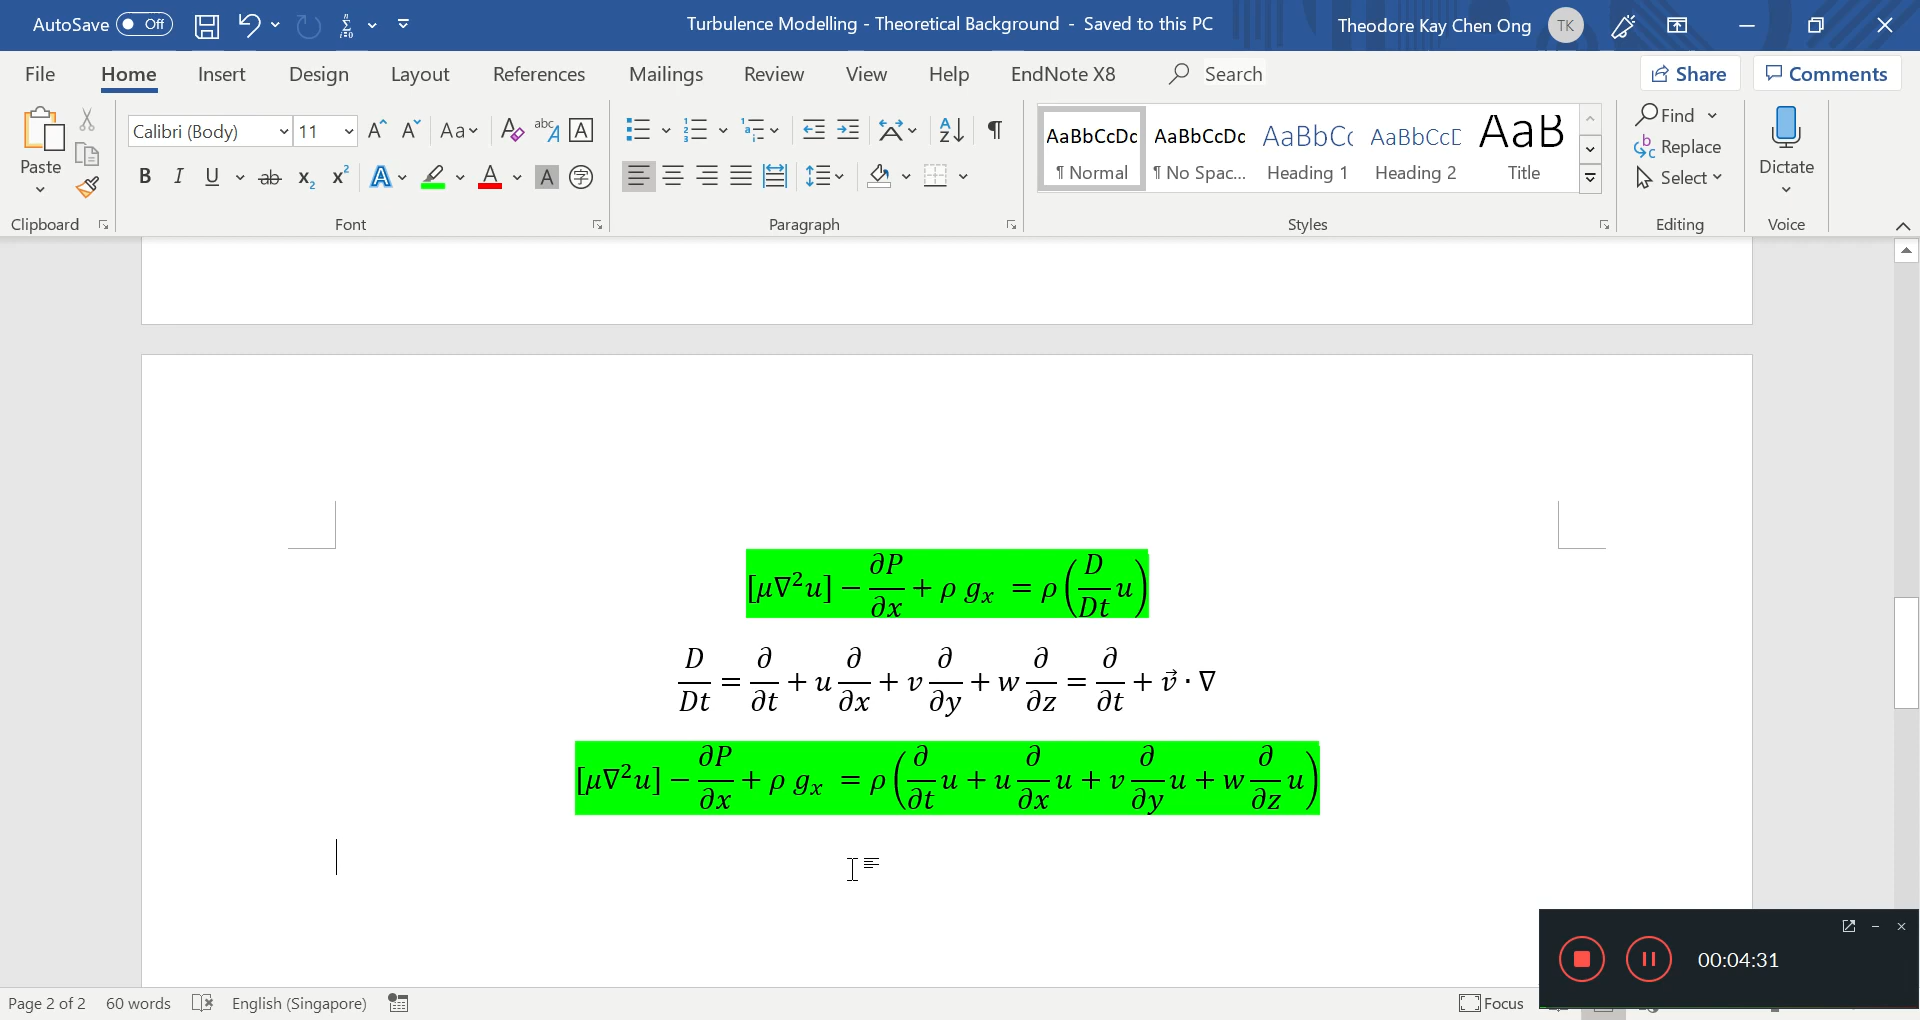 AutoSave Off
Turbulence Modelling - Theoretical Background - Saved to this PC
Theodore Kay Chen Ong TK
File Home Insert Design Layout References Mailings Review View Help EndNote X8 Search Share Comments
Paste
Clipboard
Calibri (Body) 11
Font
Paragraph
AaBbCcDc AaBbCcDc AaBbC AaBbCcD AaB
¶ Normal ¶ No Spac... Heading 1 Heading 2 Title
Styles
Find
Replace
Select
Editing
Dictate
Voice
[μ∇²u] − ∂P/∂x + ρ gₓ = ρ(D/Dt u)
D/Dt = ∂/∂t + u ∂/∂x + v ∂/∂y + w ∂/∂z = ∂/∂t + v⃗ · ∇
[μ∇²u] − ∂P/∂x + ρ gₓ = ρ(∂/∂t u + u ∂/∂x u + v ∂/∂y u + w ∂/∂z u)
00:04:31
Page 2 of 2 60 words English (Singapore) Focus